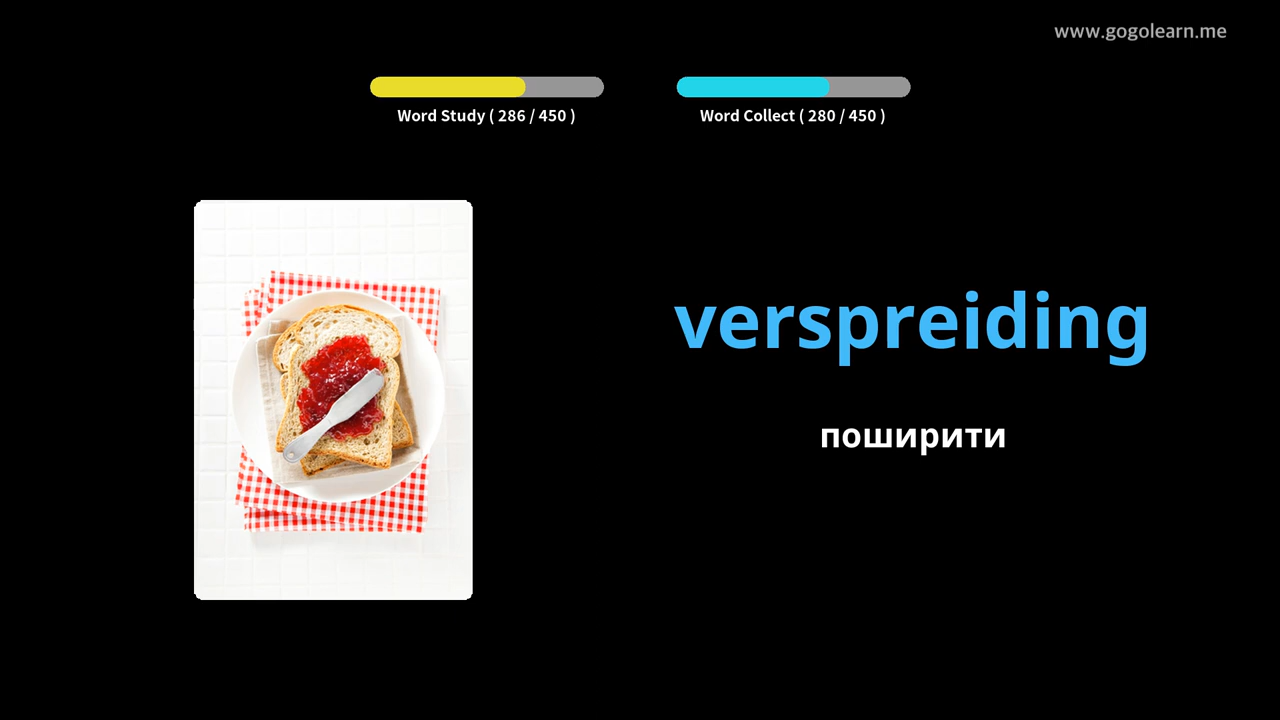 www.gogolearn.me
Word Study ( 286 / 450 )
Word Collect ( 280 / 450 )
verspreiding
поширити